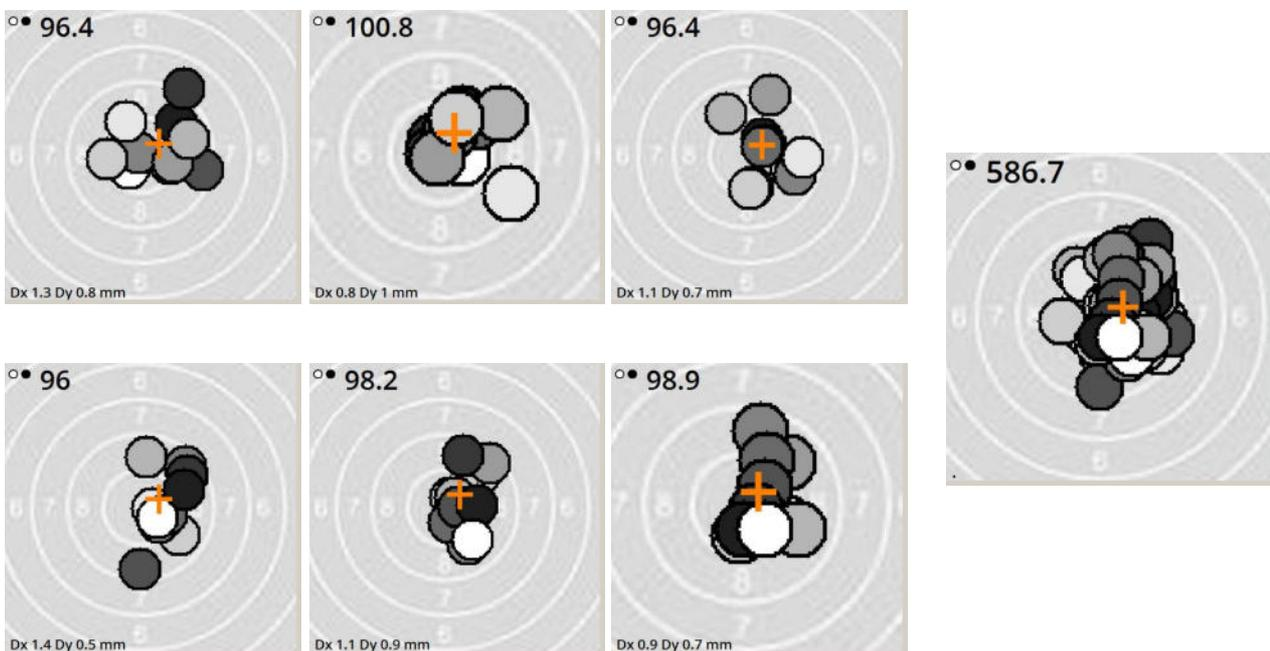 96.4
100.8
96.4
Dx 1.3 Dy 0.8 mm
Dx 0.8 Dy 1 mm
Dx 1.1 Dy 0.7 mm
586.7
96
98.2
98.9
Dx 1.4 Dy 0.5 mm
Dx 1.1 Dy 0.9 mm
Dx 0.9 Dy 0.7 mm